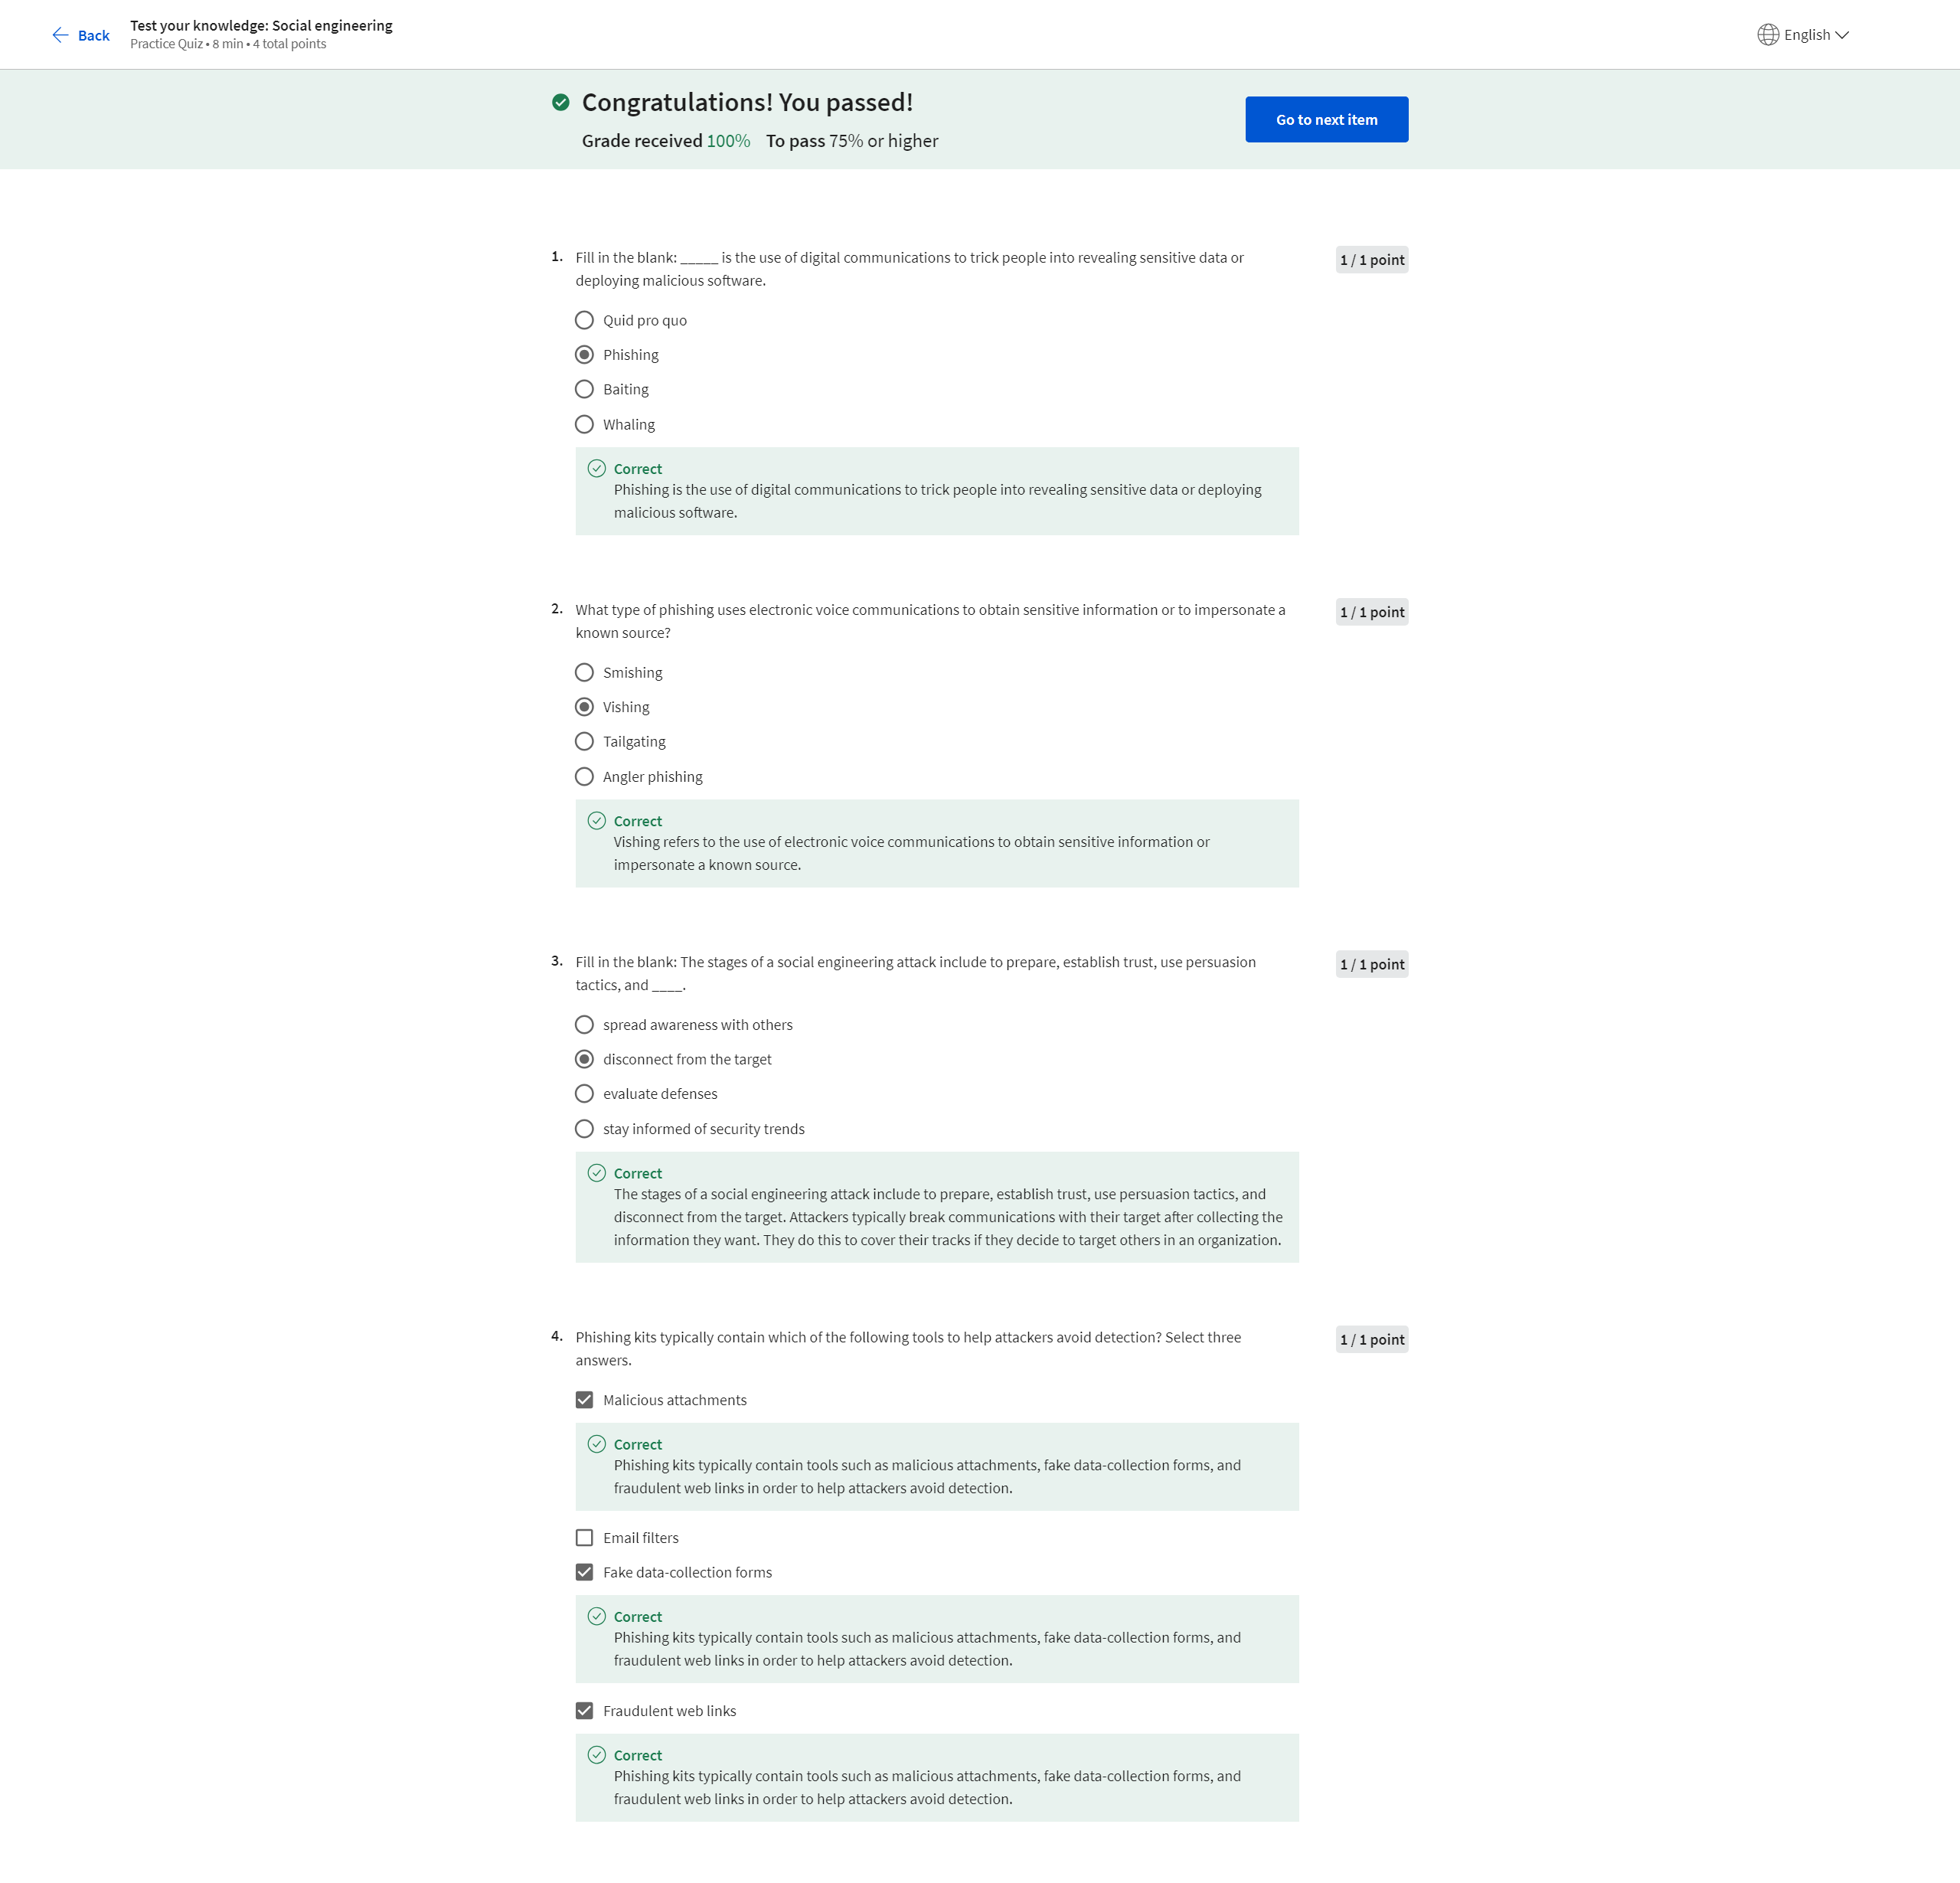 Back
Test your knowledge: Social engineering
Practice Quiz • 8 min • 4 total points
English
Congratulations! You passed!
Grade received 100% To pass 75% or higher
Go to next item
1. Fill in the blank: _____ is the use of digital communications to trick people into revealing sensitive data or
deploying malicious software.
1 / 1 point
Quid pro quo
Phishing
Baiting
Whaling
Correct
Phishing is the use of digital communications to trick people into revealing sensitive data or deploying
malicious software.
2. What type of phishing uses electronic voice communications to obtain sensitive information or to impersonate a
known source?
1 / 1 point
Smishing
Vishing
Tailgating
Angler phishing
Correct
Vishing refers to the use of electronic voice communications to obtain sensitive information or
impersonate a known source.
3. Fill in the blank: The stages of a social engineering attack include to prepare, establish trust, use persuasion
tactics, and ____.
1 / 1 point
spread awareness with others
disconnect from the target
evaluate defenses
stay informed of security trends
Correct
The stages of a social engineering attack include to prepare, establish trust, use persuasion tactics, and
disconnect from the target. Attackers typically break communications with their target after collecting the
information they want. They do this to cover their tracks if they decide to target others in an organization.
4. Phishing kits typically contain which of the following tools to help attackers avoid detection? Select three
answers.
1 / 1 point
Malicious attachments
Correct
Phishing kits typically contain tools such as malicious attachments, fake data-collection forms, and
fraudulent web links in order to help attackers avoid detection.
Email filters
Fake data-collection forms
Correct
Phishing kits typically contain tools such as malicious attachments, fake data-collection forms, and
fraudulent web links in order to help attackers avoid detection.
Fraudulent web links
Correct
Phishing kits typically contain tools such as malicious attachments, fake data-collection forms, and
fraudulent web links in order to help attackers avoid detection.